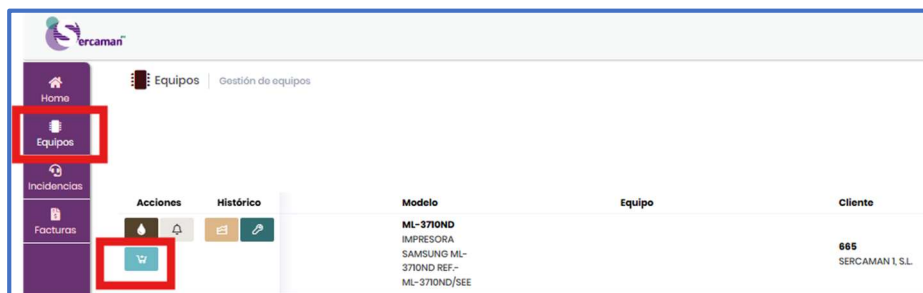 Sercaman
Equipos
Gestión de equipos
Home
Equipos
Incidencias
Facturas
Acciones
Histórico
Modelo
Equipo
Cliente
ML-3710ND
IMPRESORA
SAMSUNG ML-
3710ND REF.-
ML-3710ND/SEE
665
SERCAMAN 1, S.L.